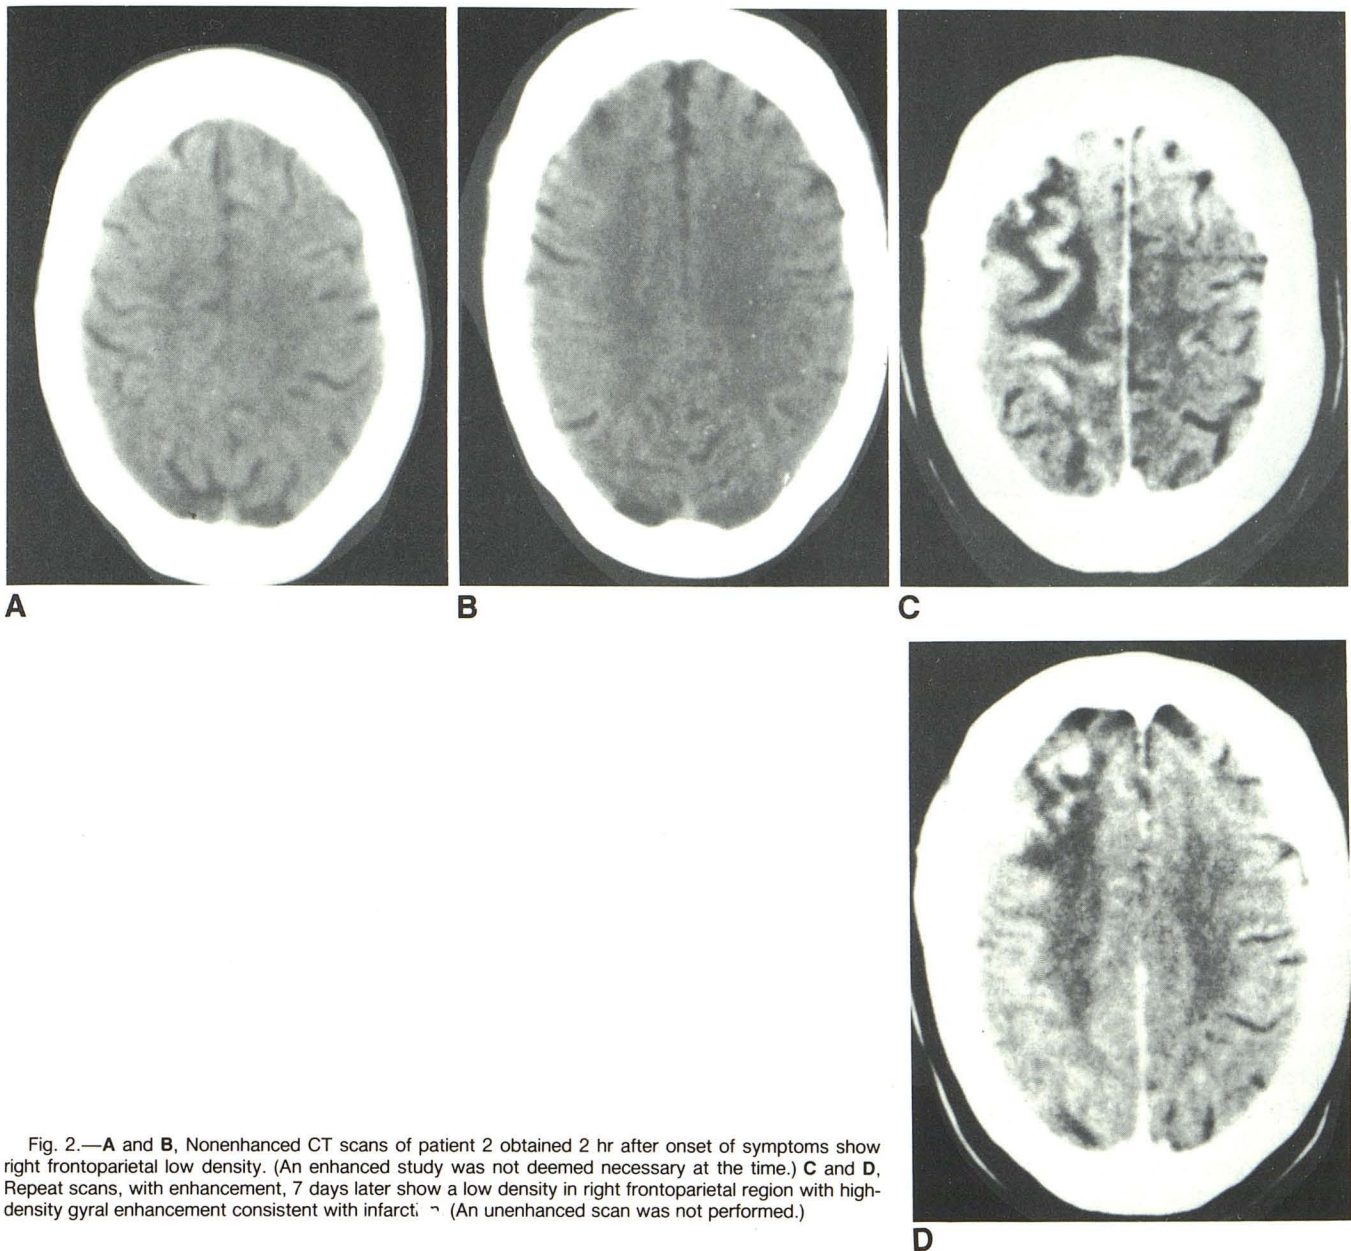 A
B
C
D
Fig. 2.—A and B, Nonenhanced CT scans of patient 2 obtained 2 hr after onset of symptoms show
right frontoparietal low density. (An enhanced study was not deemed necessary at the time.) C and D,
Repeat scans, with enhancement, 7 days later show a low density in right frontoparietal region with high-
density gyral enhancement consistent with (An unenhanced scan was not performed.)